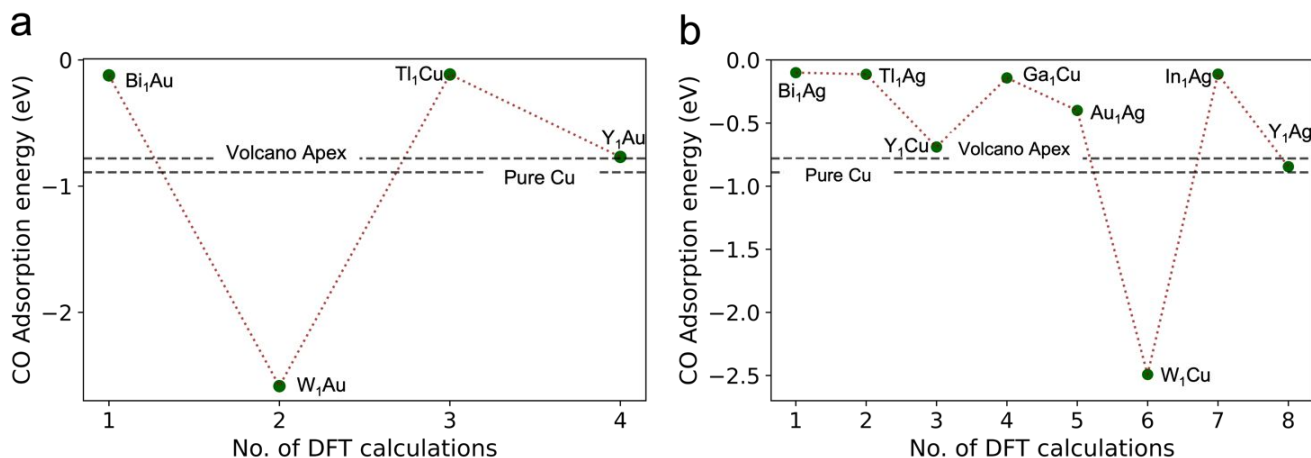 a
CO Adsorption energy (eV)
0
−1
−2
Bi₁Au
W₁Au
Tl₁Cu
Y₁Au
Volcano Apex
Pure Cu
1 2 3 4
No. of DFT calculations
b
CO Adsorption energy (eV)
0.0
−0.5
−1.0
−1.5
−2.0
−2.5
Bi₁Ag
Tl₁Ag
Y₁Cu
Ga₁Cu
Au₁Ag
W₁Cu
In₁Ag
Y₁Ag
Volcano Apex
Pure Cu
1 2 3 4 5 6 7 8
No. of DFT calculations